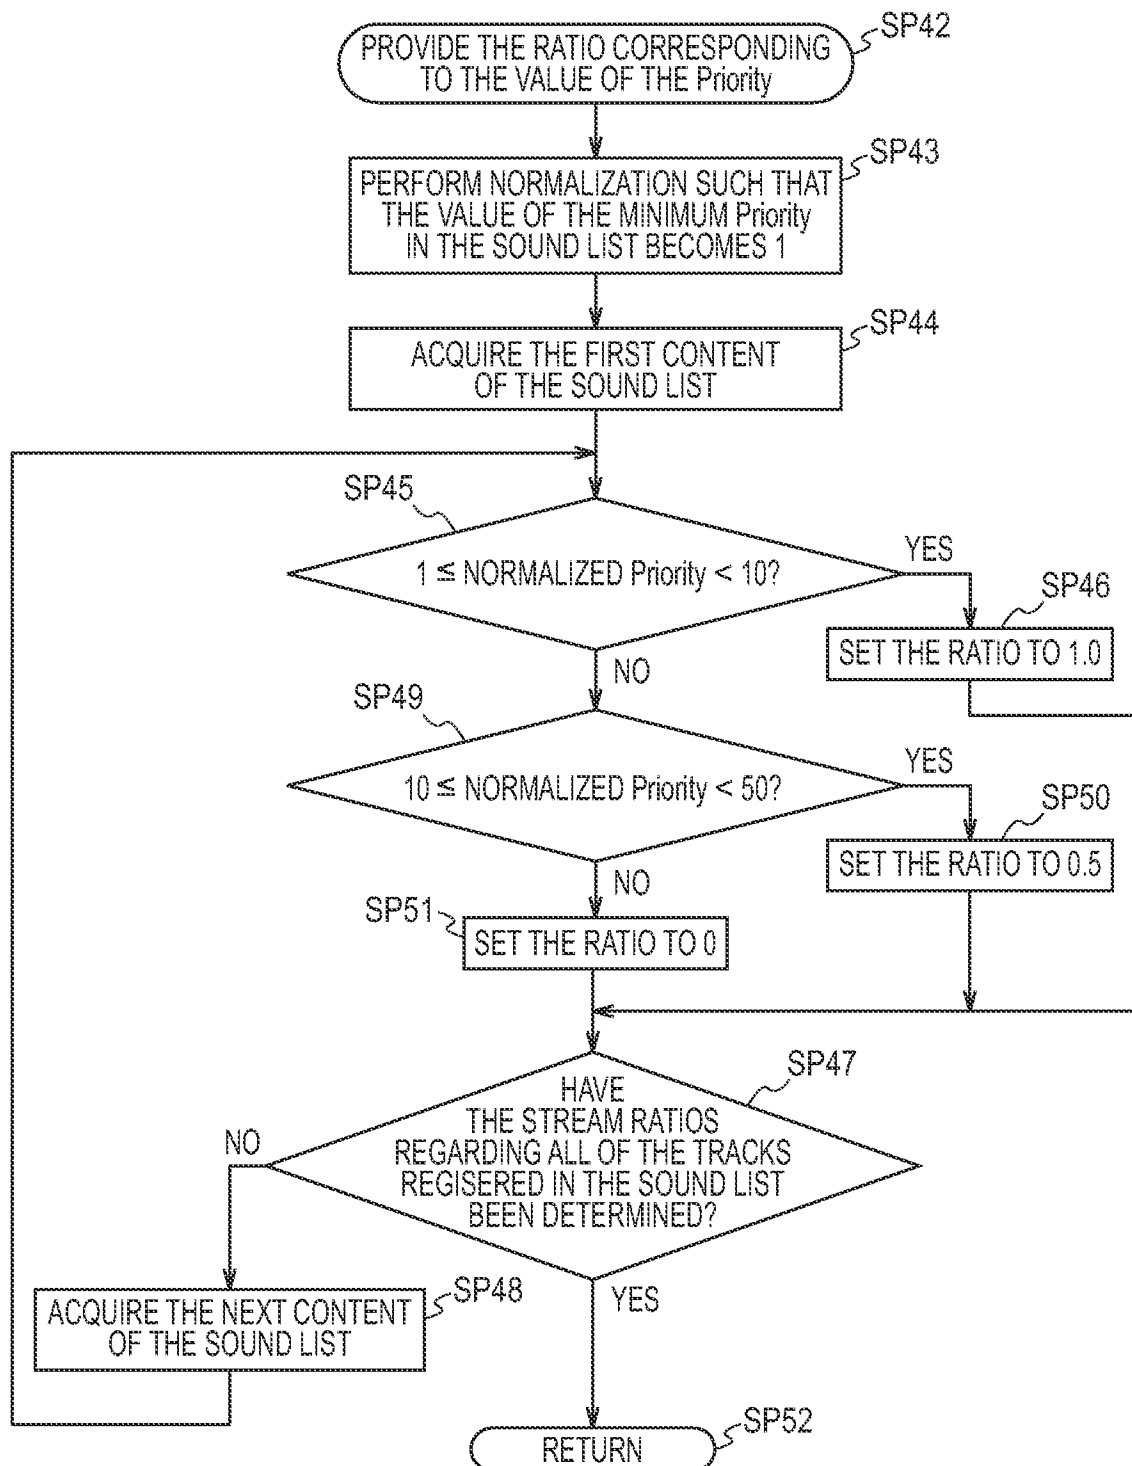 SP42
PROVIDE THE RATIO CORRESPONDING
TO THE VALUE OF THE Priority
SP43
PERFORM NORMALIZATION SUCH THAT
THE VALUE OF THE MINIMUM Priority
IN THE SOUND LIST BECOMES 1
SP44
ACQUIRE THE FIRST CONTENT
OF THE SOUND LIST
SP45
1 ≤ NORMALIZED Priority < 10?
YES
SP46
SET THE RATIO TO 1.0
NO
SP49
10 ≤ NORMALIZED Priority < 50?
YES
SP50
SET THE RATIO TO 0.5
NO
SP51
SET THE RATIO TO 0
SP47
HAVE
THE STREAM RATIOS
REGARDING ALL OF THE TRACKS
REGISERED IN THE SOUND LIST
BEEN DETERMINED?
NO
SP48
ACQUIRE THE NEXT CONTENT
OF THE SOUND LIST
YES
SP52
RETURN